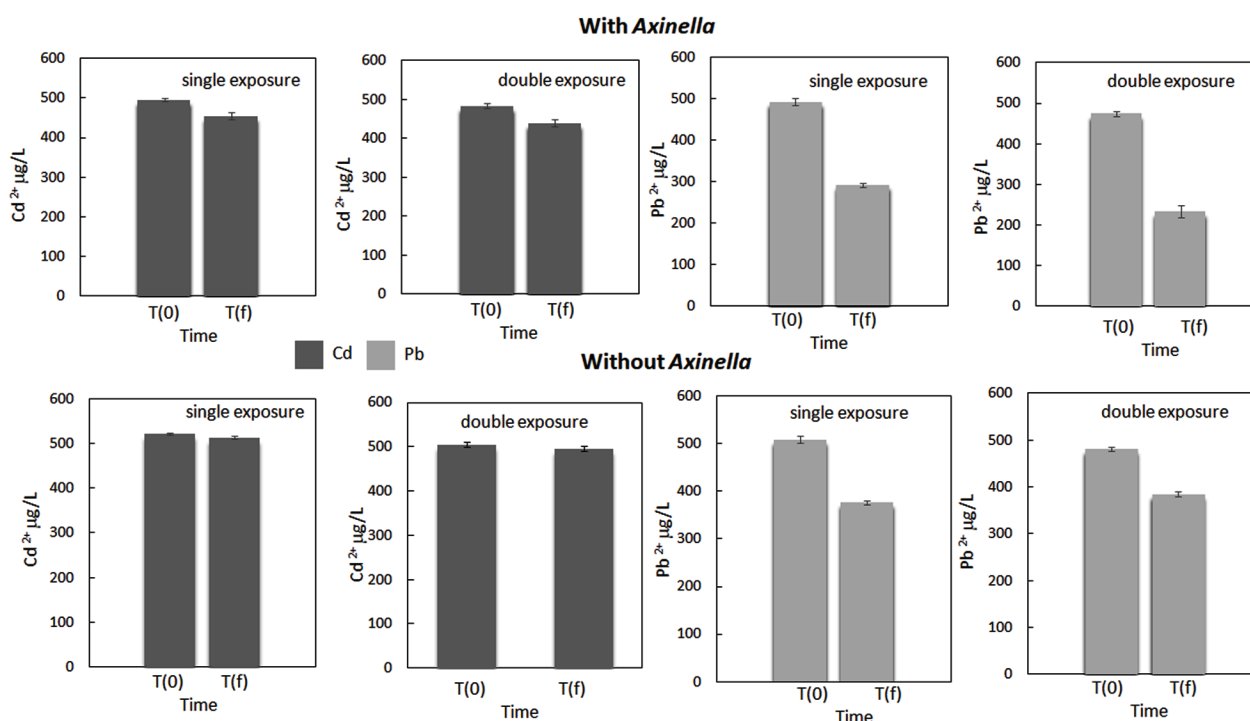 With Axinella
single exposure
600
500
400
300
200
100
0
Cd 2+ µg/L
T(0) T(f)
Time
double exposure
600
500
400
300
200
100
0
Cd 2+ µg/L
T(0) T(f)
Time
single exposure
600
500
400
300
200
100
0
Pb 2+ µg/L
T(0) T(f)
Time
double exposure
600
500
400
300
200
100
0
Pb 2+ µg/L
T(0) T(f)
Time
Cd Pb
Without Axinella
single exposure
600
500
400
300
200
100
0
Cd 2+ µg/L
T(0) T(f)
Time
double exposure
600
500
400
300
200
100
0
Cd 2+ µg/L
T(0) T(f)
Time
single exposure
600
500
400
300
200
100
0
Pb 2+ µg/L
T(0) T(f)
Time
double exposure
600
500
400
300
200
100
0
Pb 2+ µg/L
T(0) T(f)
Time